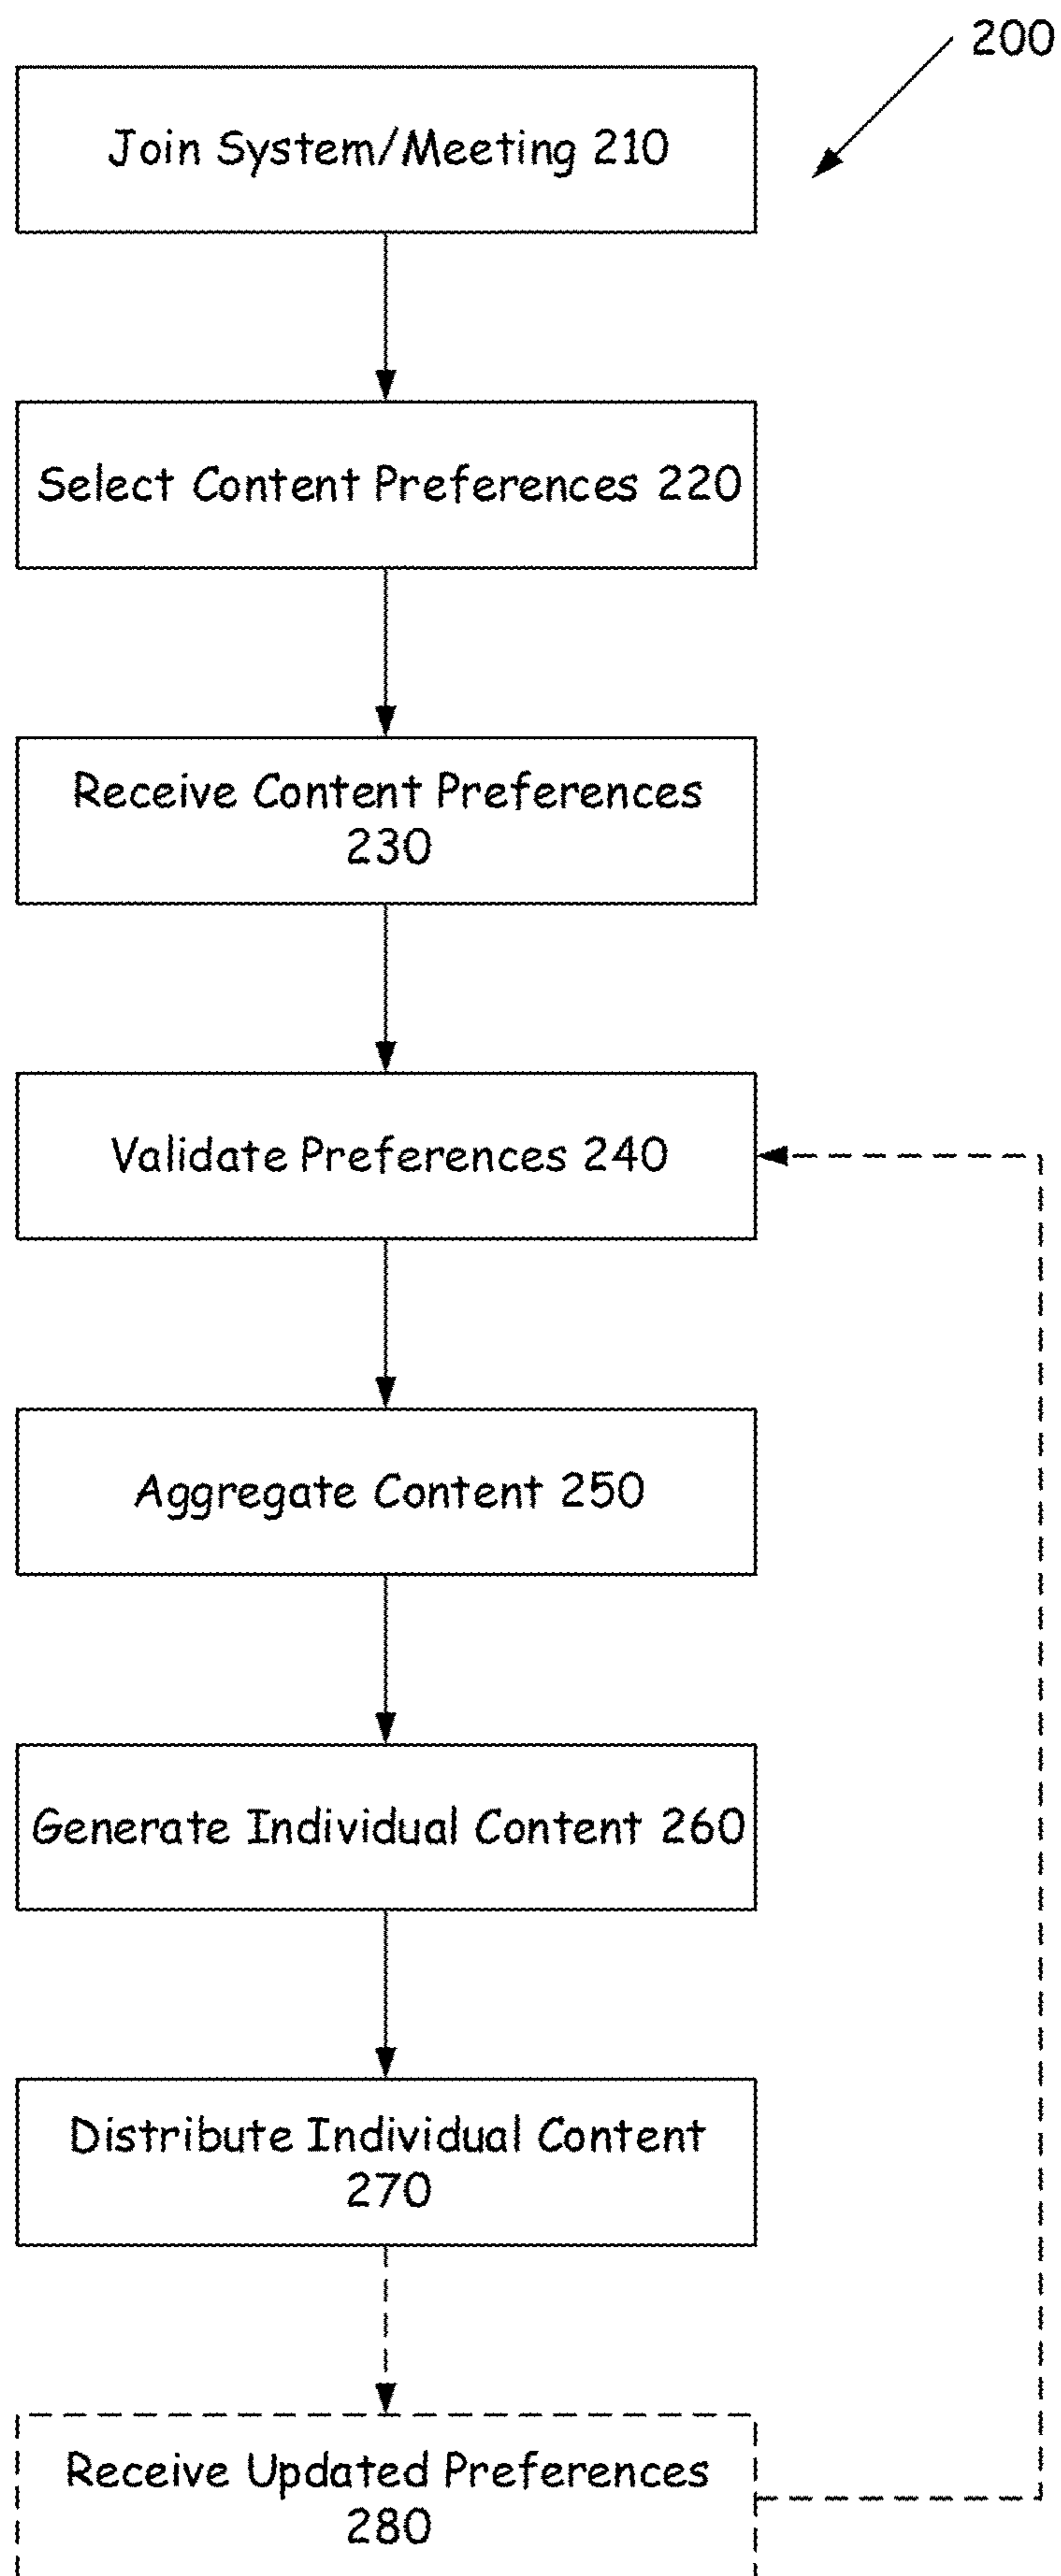 200
Join System/Meeting 210
Select Content Preferences 220
Receive Content Preferences
230
Validate Preferences 240
Aggregate Content 250
Generate Individual Content 260
Distribute Individual Content
270
Receive Updated Preferences
280